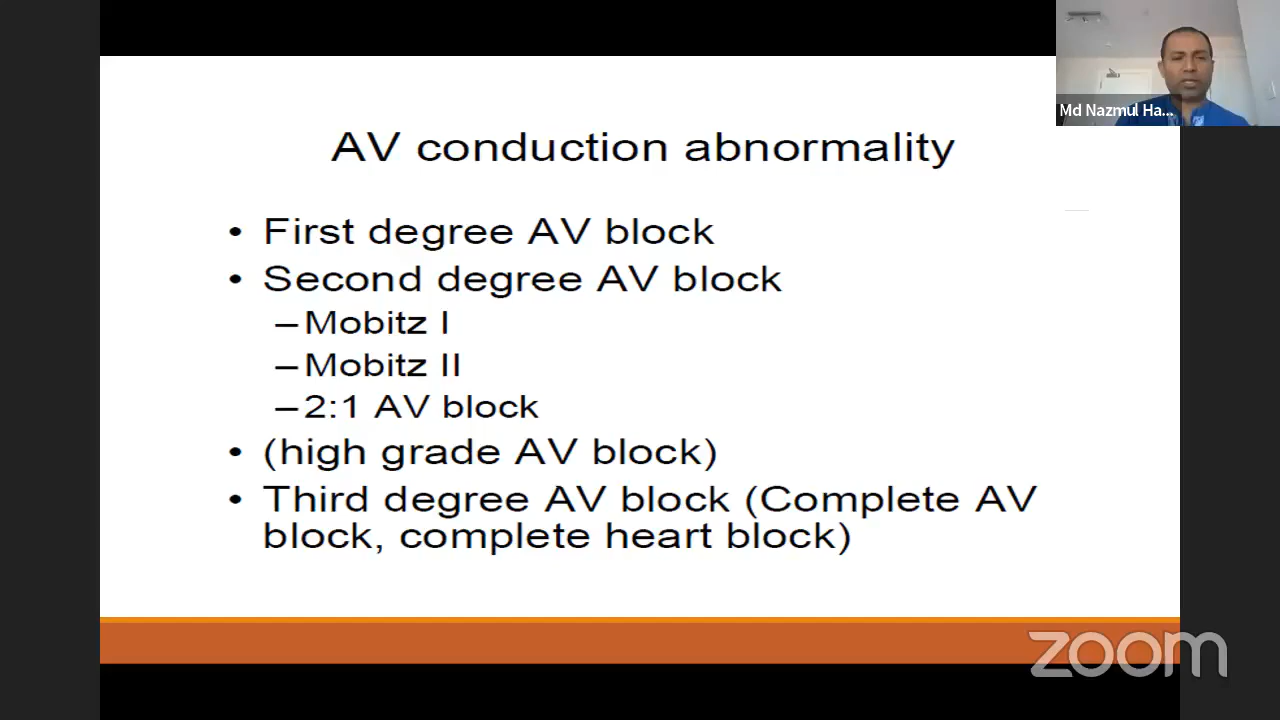 Md Nazmul Ha...
AV conduction abnormality
• First degree AV block
• Second degree AV block
–Mobitz I
–Mobitz II
–2:1 AV block
• (high grade AV block)
• Third degree AV block (Complete AV
block, complete heart block)
zoom